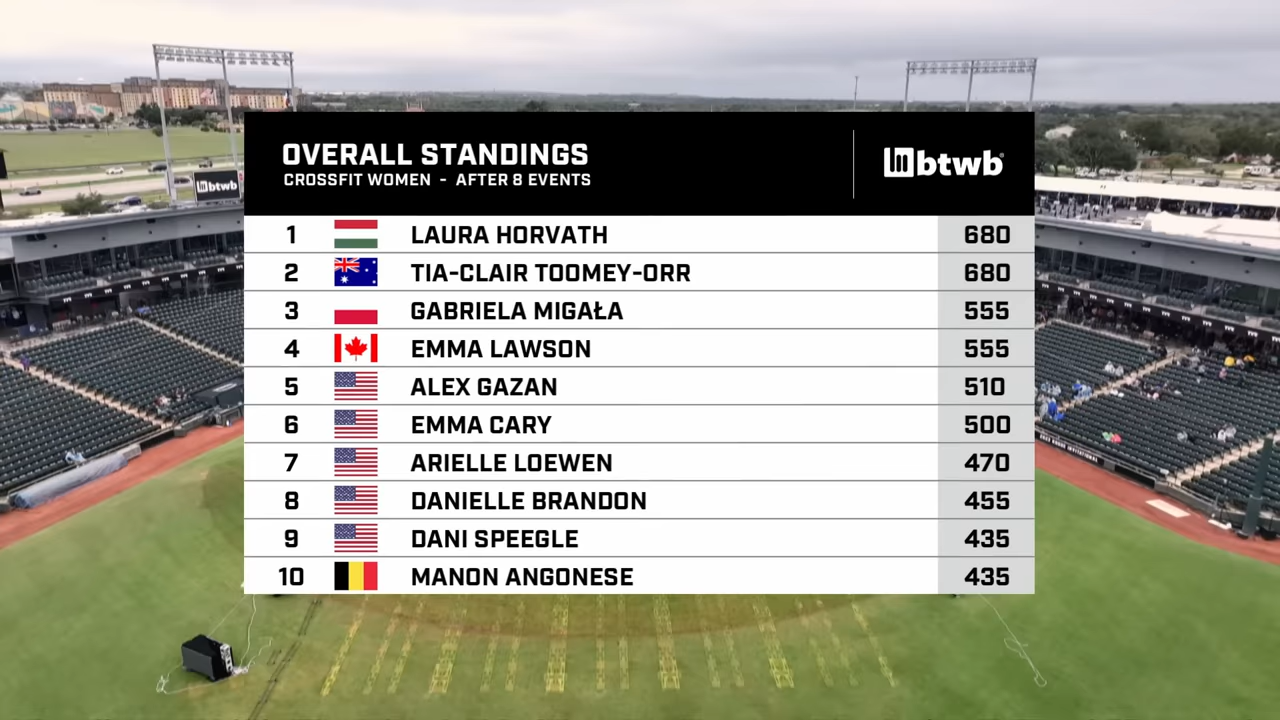 OVERALL STANDINGS
CROSSFIT WOMEN - AFTER 8 EVENTS
btwb
btwb
1 LAURA HORVATH 680
2 TIA-CLAIR TOOMEY-ORR 680
3 GABRIELA MIGAŁA 555
4 EMMA LAWSON 555
5 ALEX GAZAN 510
6 EMMA CARY 500
7 ARIELLE LOEWEN 470
8 DANIELLE BRANDON 455
9 DANI SPEEGLE 435
10 MANON ANGONESE 435